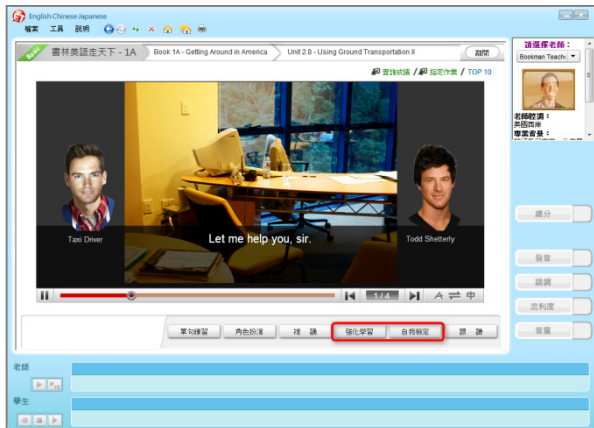 English Chinese Japanese
檔案 工具 說明
Basic
書林美語走天下 - 1A
Book 1A - Getting Around in America
Unit 2.8 - Using Ground Transportation II
離開
查詢成績 / 指定作業 / TOP 10
Taxi Driver
Let me help you, sir.
Todd Shetterly
1/4
A 中
單句練習 角色扮演 強化學習 自我檢定 跟 讀
請選擇老師：
Bookman Teach
老師腔調：
美國西岸
專業背景：
總分
發音
語調
流利度
音量
老師
學生